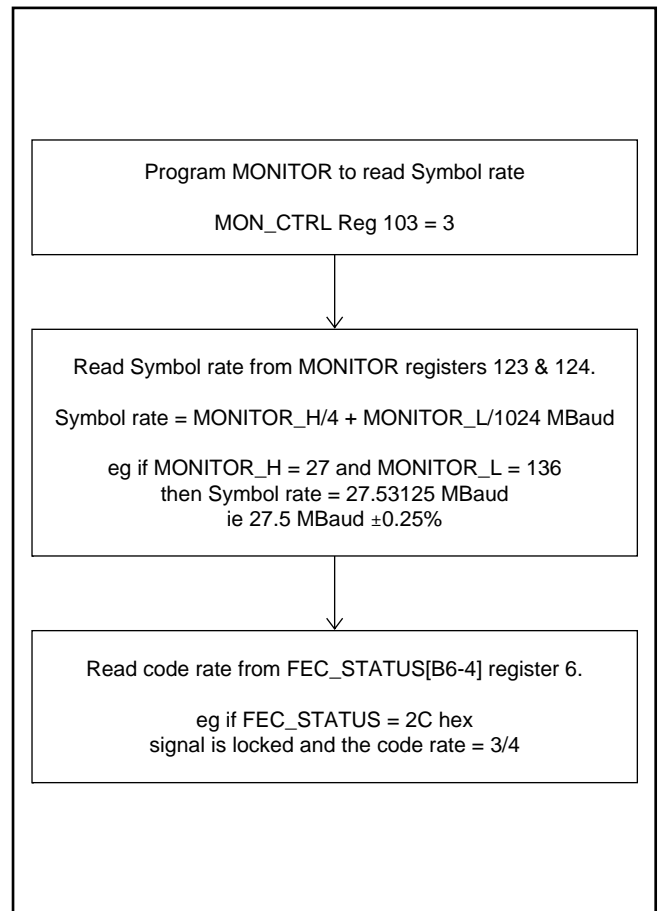 Program MONITOR to read Symbol rate
MON_CTRL Reg 103 = 3
Read Symbol rate from MONITOR registers 123 & 124.
Symbol rate = MONITOR_H/4 + MONITOR_L/1024 MBaud
eg if MONITOR_H = 27 and MONITOR_L = 136
then Symbol rate = 27.53125 MBaud
ie 27.5 MBaud ±0.25%
Read code rate from FEC_STATUS[B6-4] register 6.
eg if FEC_STATUS = 2C hex
signal is locked and the code rate = 3/4